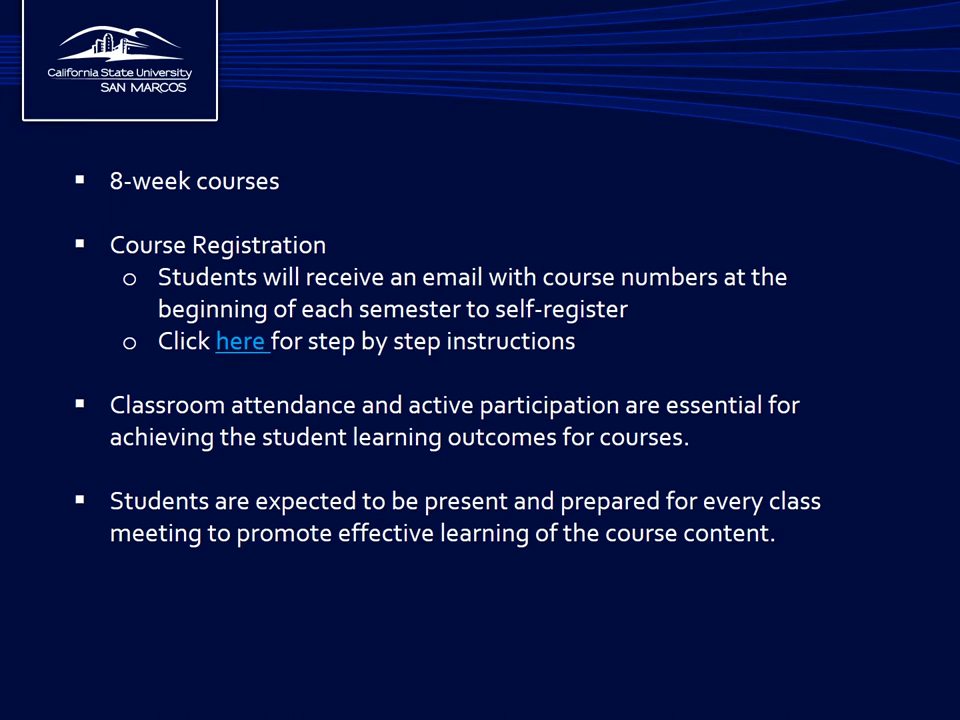 California State University
SAN MARCOS
▪ 8-week courses
▪ Course Registration
o Students will receive an email with course numbers at the
beginning of each semester to self-register
o Click here for step by step instructions
▪ Classroom attendance and active participation are essential for
achieving the student learning outcomes for courses.
▪ Students are expected to be present and prepared for every class
meeting to promote effective learning of the course content.